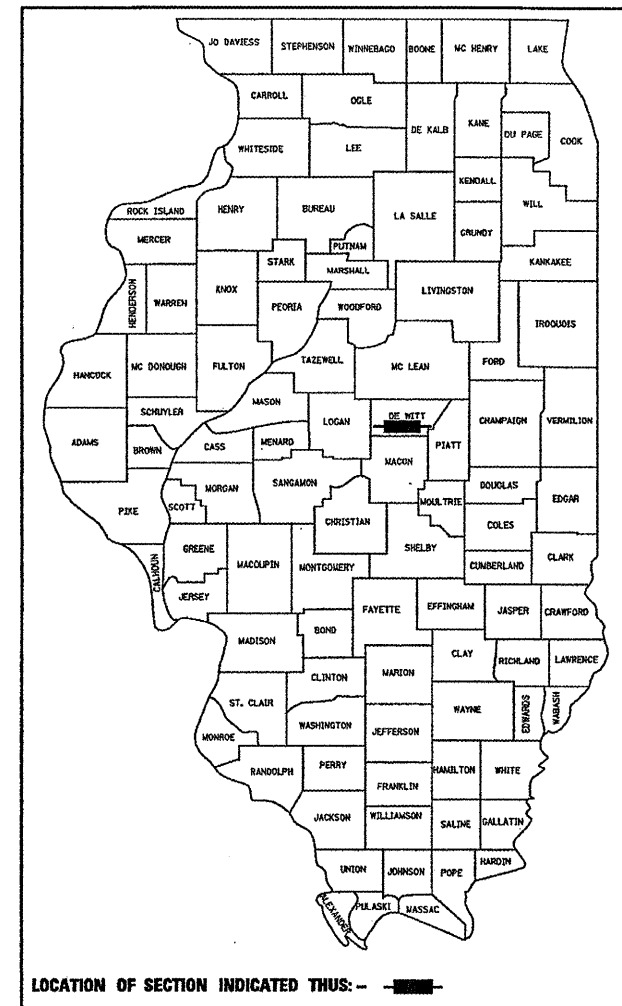 JO DAVIESS STEPHENSON WINNEBAGO BOONE MC HENRY LAKE
CARROLL OGLE DE KALB KANE DU PAGE COOK
WHITESIDE LEE
KENDALL
ROCK ISLAND HENRY BUREAU LA SALLE WILL
MERCER PUTNAM GRUNDY
STARK MARSHALL KANKAKEE
HENDERSON WARREN KNOX PEORIA WOODFORD LIVINGSTON IROQUOIS
HANCOCK MC DONOUGH FULTON TAZEWELL MC LEAN FORD
MASON
SCHUYLER LOGAN DE WITT CHAMPAIGN VERMILION
ADAMS BROWN CASS MENARD PIATT
MACON
MORGAN SANGAMON DOUGLAS EDGAR
PIKE SCOTT CHRISTIAN MOULTRIE COLES
GREENE MACOUPIN MONTGOMERY SHELBY CLARK
CALHOUN CUMBERLAND
JERSEY FAYETTE EFFINGHAM JASPER CRAWFORD
MADISON BOND
CLAY RICHLAND LAWRENCE
CLINTON MARION
ST. CLAIR WAYNE EDWARDS WABASH
WASHINGTON JEFFERSON
MONROE
RANDOLPH PERRY HAMILTON WHITE
FRANKLIN
JACKSON WILLIAMSON SALINE GALLATIN
UNION JOHNSON POPE HARDIN
ALEXANDER PULASKI MASSAC
LOCATION OF SECTION INDICATED THUS: -